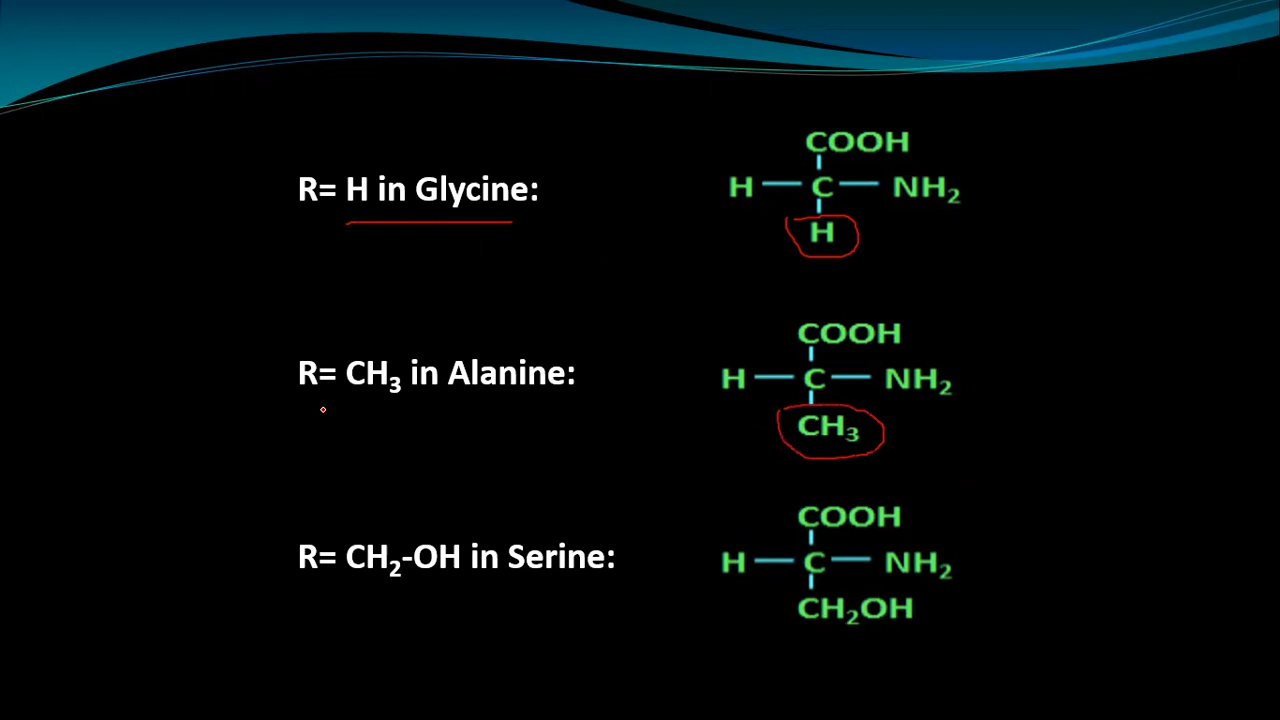 R= H in Glycine:
COOH
H — C — NH₂
H
R= CH₃ in Alanine:
COOH
H — C — NH₂
CH₃
R= CH₂-OH in Serine:
COOH
H — C — NH₂
CH₂OH